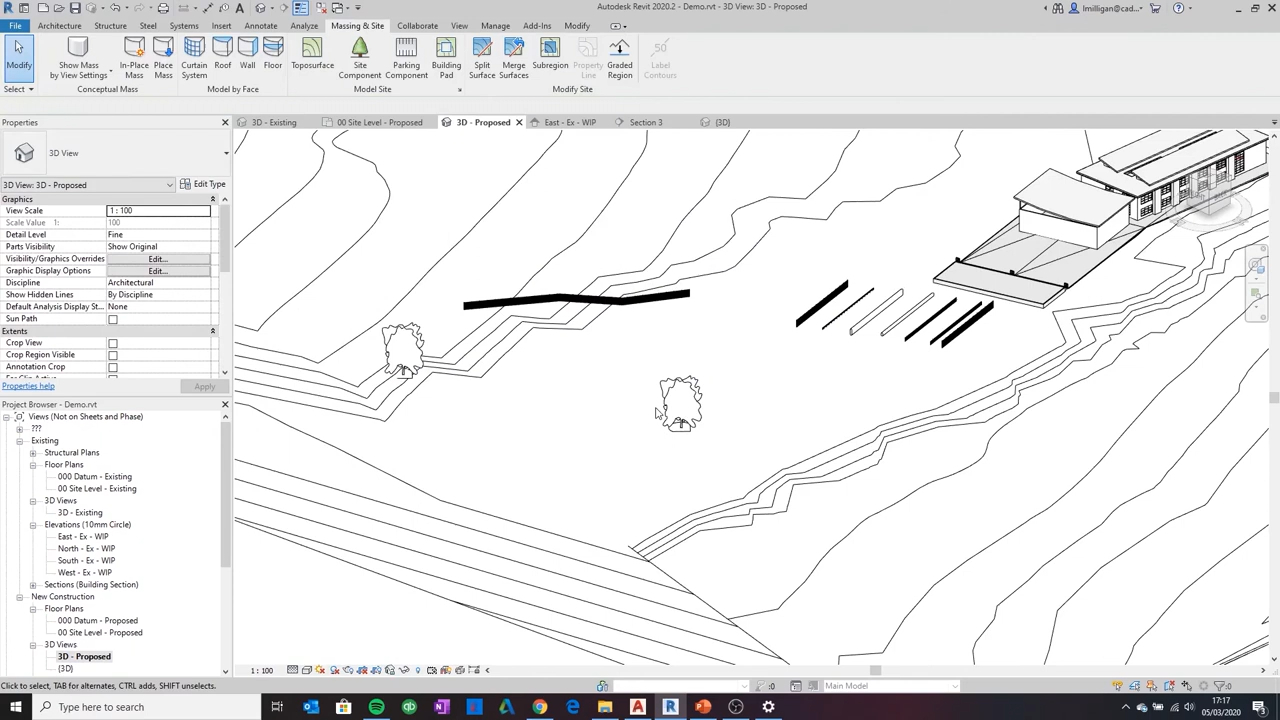 Autodesk Revit 2020.2 - Demo.rvt - 3D View: 3D - Proposed
lmilligan@cad...
File Architecture Structure Steel Systems Insert Annotate Analyze Massing & Site Collaborate View Manage Add-Ins Modify
Modify
Show Mass
by View Settings
In-Place
Mass
Place
Mass
Curtain
System
Roof
Wall
Floor
Toposurface
Site
Component
Parking
Component
Building
Pad
Split
Surface
Merge
Surfaces
Subregion
Property
Line
Graded
Region
50
Label
Contours
Select
Conceptual Mass
Model by Face
Model Site
Modify Site
Properties
3D - Existing
00 Site Level - Proposed
3D - Proposed
East - Ex - WIP
Section 3
{3D}
3D View
3D View: 3D - Proposed
Edit Type
Graphics
View Scale 1 : 100
Scale Value 1: 100
Detail Level Fine
Parts Visibility Show Original
Visibility/Graphics Overrides Edit...
Graphic Display Options Edit...
Discipline Architectural
Show Hidden Lines By Discipline
Default Analysis Display St... None
Sun Path
Extents
Crop View
Crop Region Visible
Annotation Crop
Properties help
Apply
Project Browser - Demo.rvt
Views (Not on Sheets and Phase)
???
Existing
Structural Plans
Floor Plans
000 Datum - Existing
00 Site Level - Existing
3D Views
3D - Existing
Elevations (10mm Circle)
East - Ex - WIP
North - Ex - WIP
South - Ex - WIP
West - Ex - WIP
Sections (Building Section)
New Construction
Floor Plans
000 Datum - Proposed
00 Site Level - Proposed
3D Views
3D - Proposed
{3D}
1 : 100
Click to select, TAB for alternates, CTRL adds, SHIFT unselects.
:0
Main Model
:0
Type here to search
17:17
05/03/2020